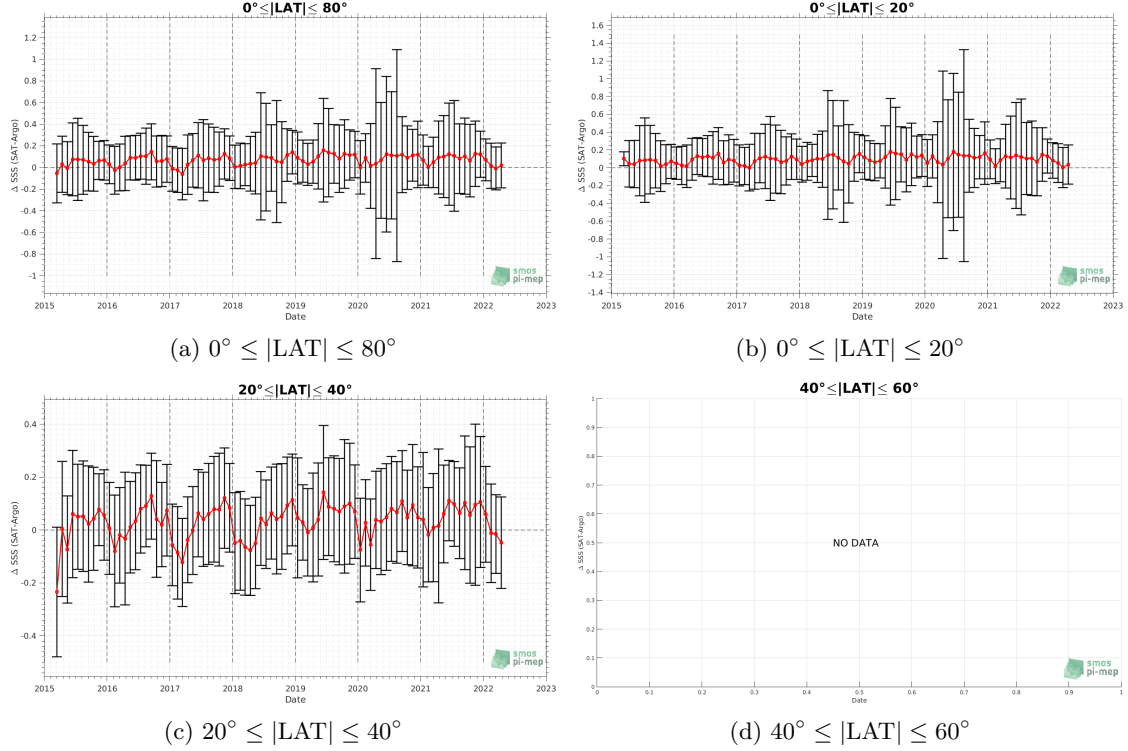 0°≤|LAT|≤ 80°
1.2
1
0.8
0.6
0.4
0.2
0
-0.2
-0.4
-0.6
-0.8
-1
Δ SSS (SAT-Argo)
2015 2016 2017 2018 2019 2020 2021 2022 2023
Date
smos
pi-mep
(a) 0° ≤ |LAT| ≤ 80°
0°≤|LAT|≤ 20°
1.6
1.4
1.2
1
0.8
0.6
0.4
0.2
0
-0.2
-0.4
-0.6
-0.8
-1
-1.2
-1.4
Δ SSS (SAT-Argo)
2015 2016 2017 2018 2019 2020 2021 2022 2023
Date
smos
pi-mep
(b) 0° ≤ |LAT| ≤ 20°
20°≤|LAT|≤ 40°
0.4
0.2
0
-0.2
-0.4
Δ SSS (SAT-Argo)
2015 2016 2017 2018 2019 2020 2021 2022 2023
Date
smos
pi-mep
(c) 20° ≤ |LAT| ≤ 40°
40°≤|LAT|≤ 60°
1
0.9
0.8
0.7
0.6
0.5
0.4
0.3
0.2
0.1
0
Δ SSS (SAT-Argo)
NO DATA
0 0.1 0.2 0.3 0.4 0.5 0.6 0.7 0.8 0.9 1
Date
smos
pi-mep
(d) 40° ≤ |LAT| ≤ 60°